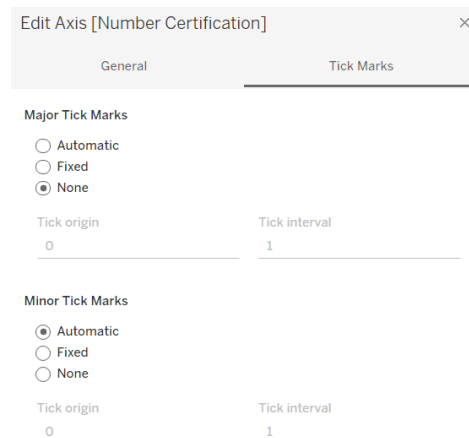 Edit Axis [Number Certification]
General Tick Marks
Major Tick Marks
Automatic
Fixed
None
Tick origin Tick interval
0 1
Minor Tick Marks
Automatic
Fixed
None
Tick origin Tick interval
0 1